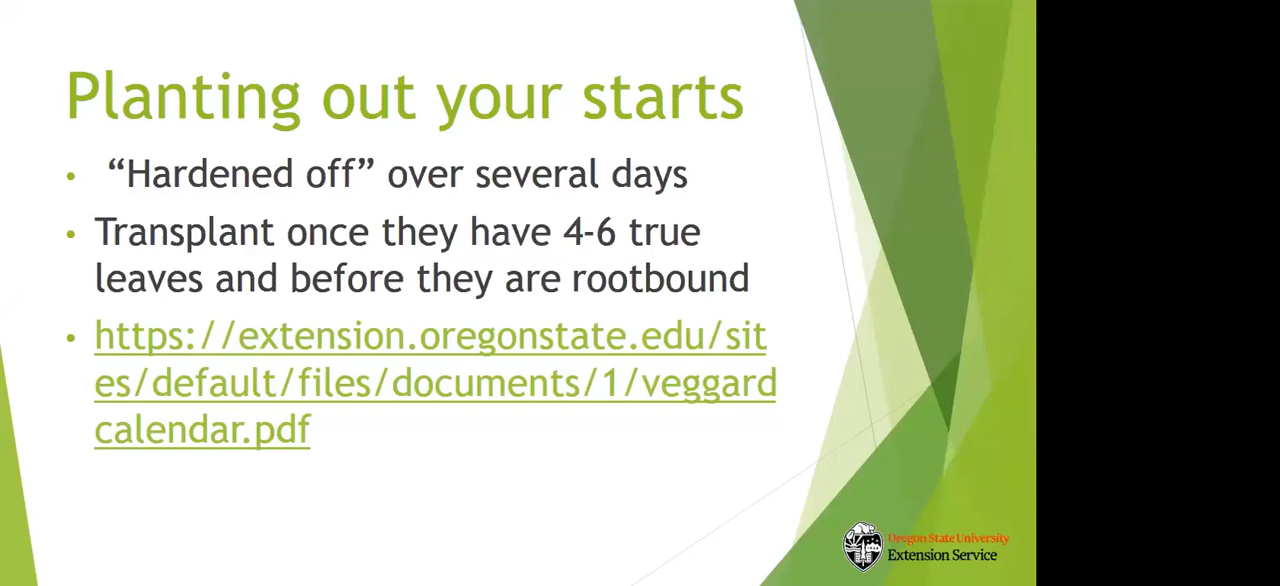 Planting out your starts
• “Hardened off” over several days
• Transplant once they have 4-6 true
leaves and before they are rootbound
• https://extension.oregonstate.edu/sit
es/default/files/documents/1/veggard
calendar.pdf
Oregon State University
Extension Service